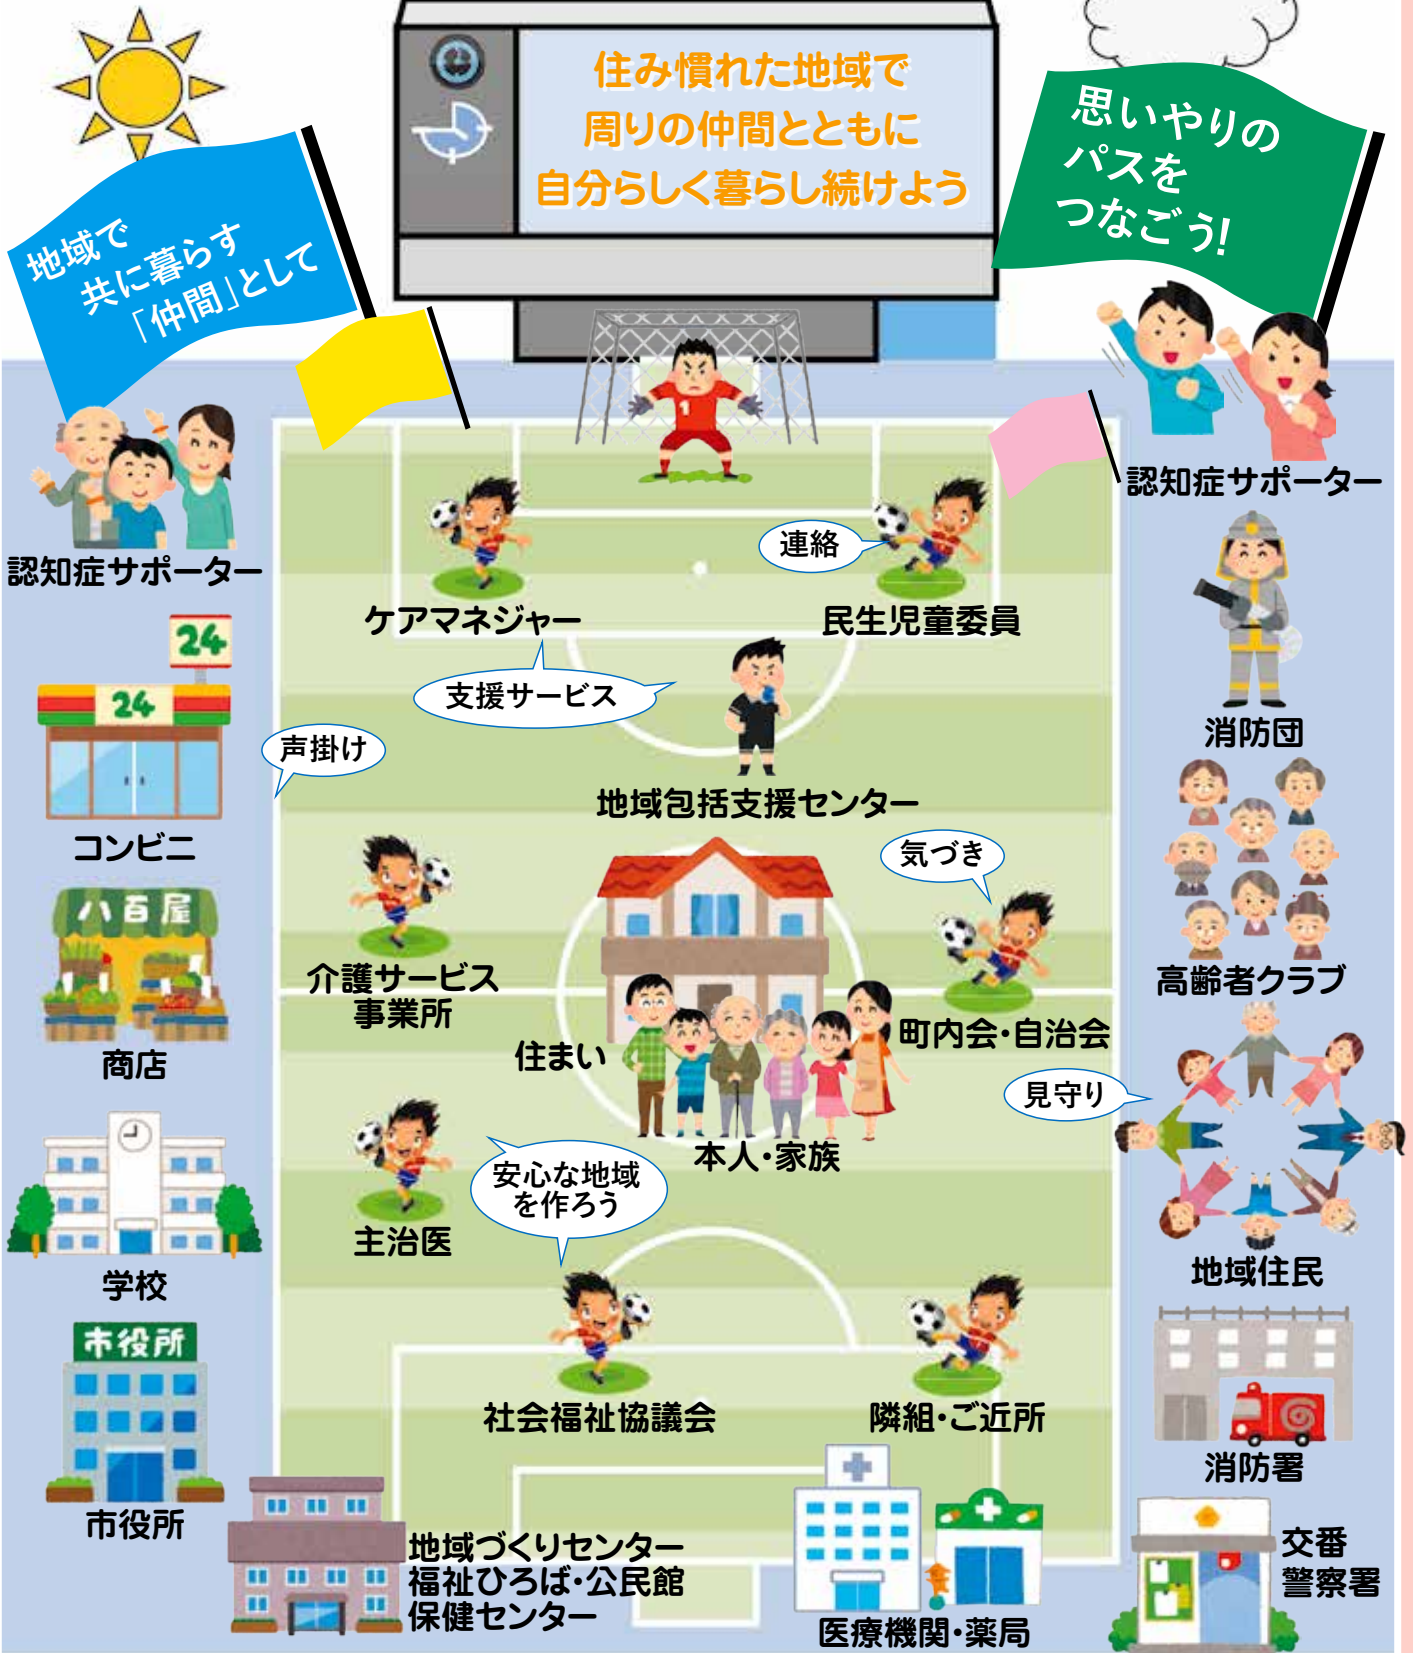 住み慣れた地域で
周りの仲間とともに
自分らしく暮らし続けよう
思いやりの
パスを
つなごう!
地域で
共に暮らす
「仲間」として
1
認知症サポーター
認知症サポーター
連絡
ケアマネジャー
民生児童委員
支援サービス
24
24
コンビニ
声掛け
消防団
地域包括支援センター
気づき
八百屋
商店
介護サービス
事業所
高齢者クラブ
町内会・自治会
住まい
見守り
本人・家族
安心な地域
を作ろう
主治医
学校
地域住民
市役所
市役所
社会福祉協議会
隣組・ご近所
消防署
地域づくりセンター
福祉ひろば・公民館
保健センター
医療機関・薬局
交番
警察署